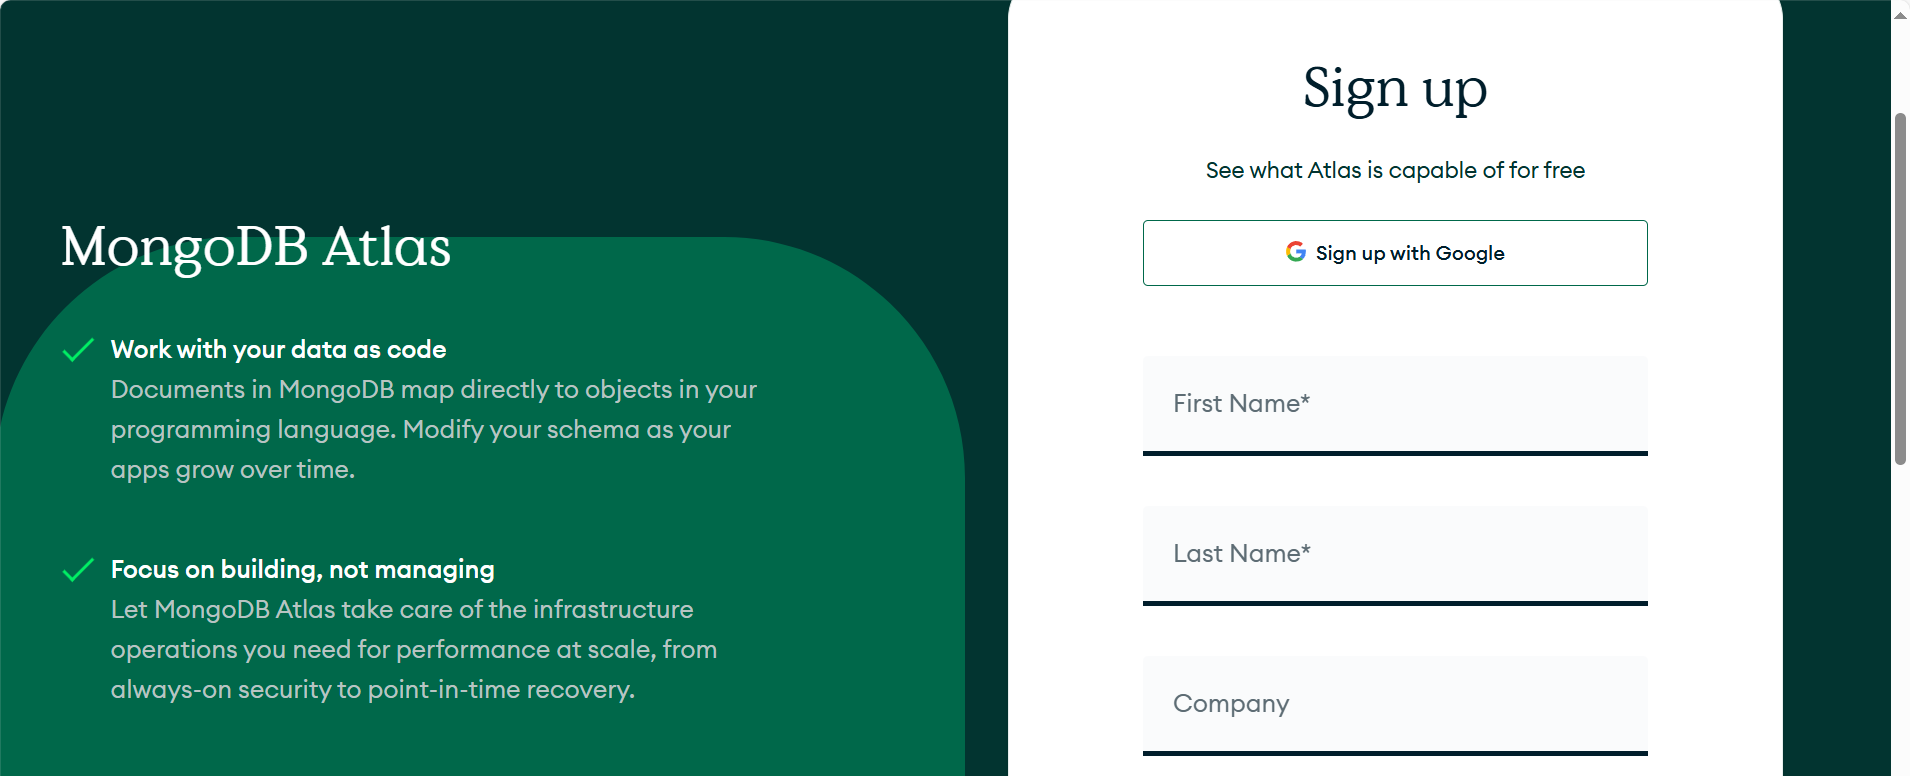 MongoDB Atlas
Work with your data as code
Documents in MongoDB map directly to objects in your
programming language. Modify your schema as your
apps grow over time.
Focus on building, not managing
Let MongoDB Atlas take care of the infrastructure
operations you need for performance at scale, from
always-on security to point-in-time recovery.
Sign up
See what Atlas is capable of for free
Sign up with Google
First Name*
Last Name*
Company